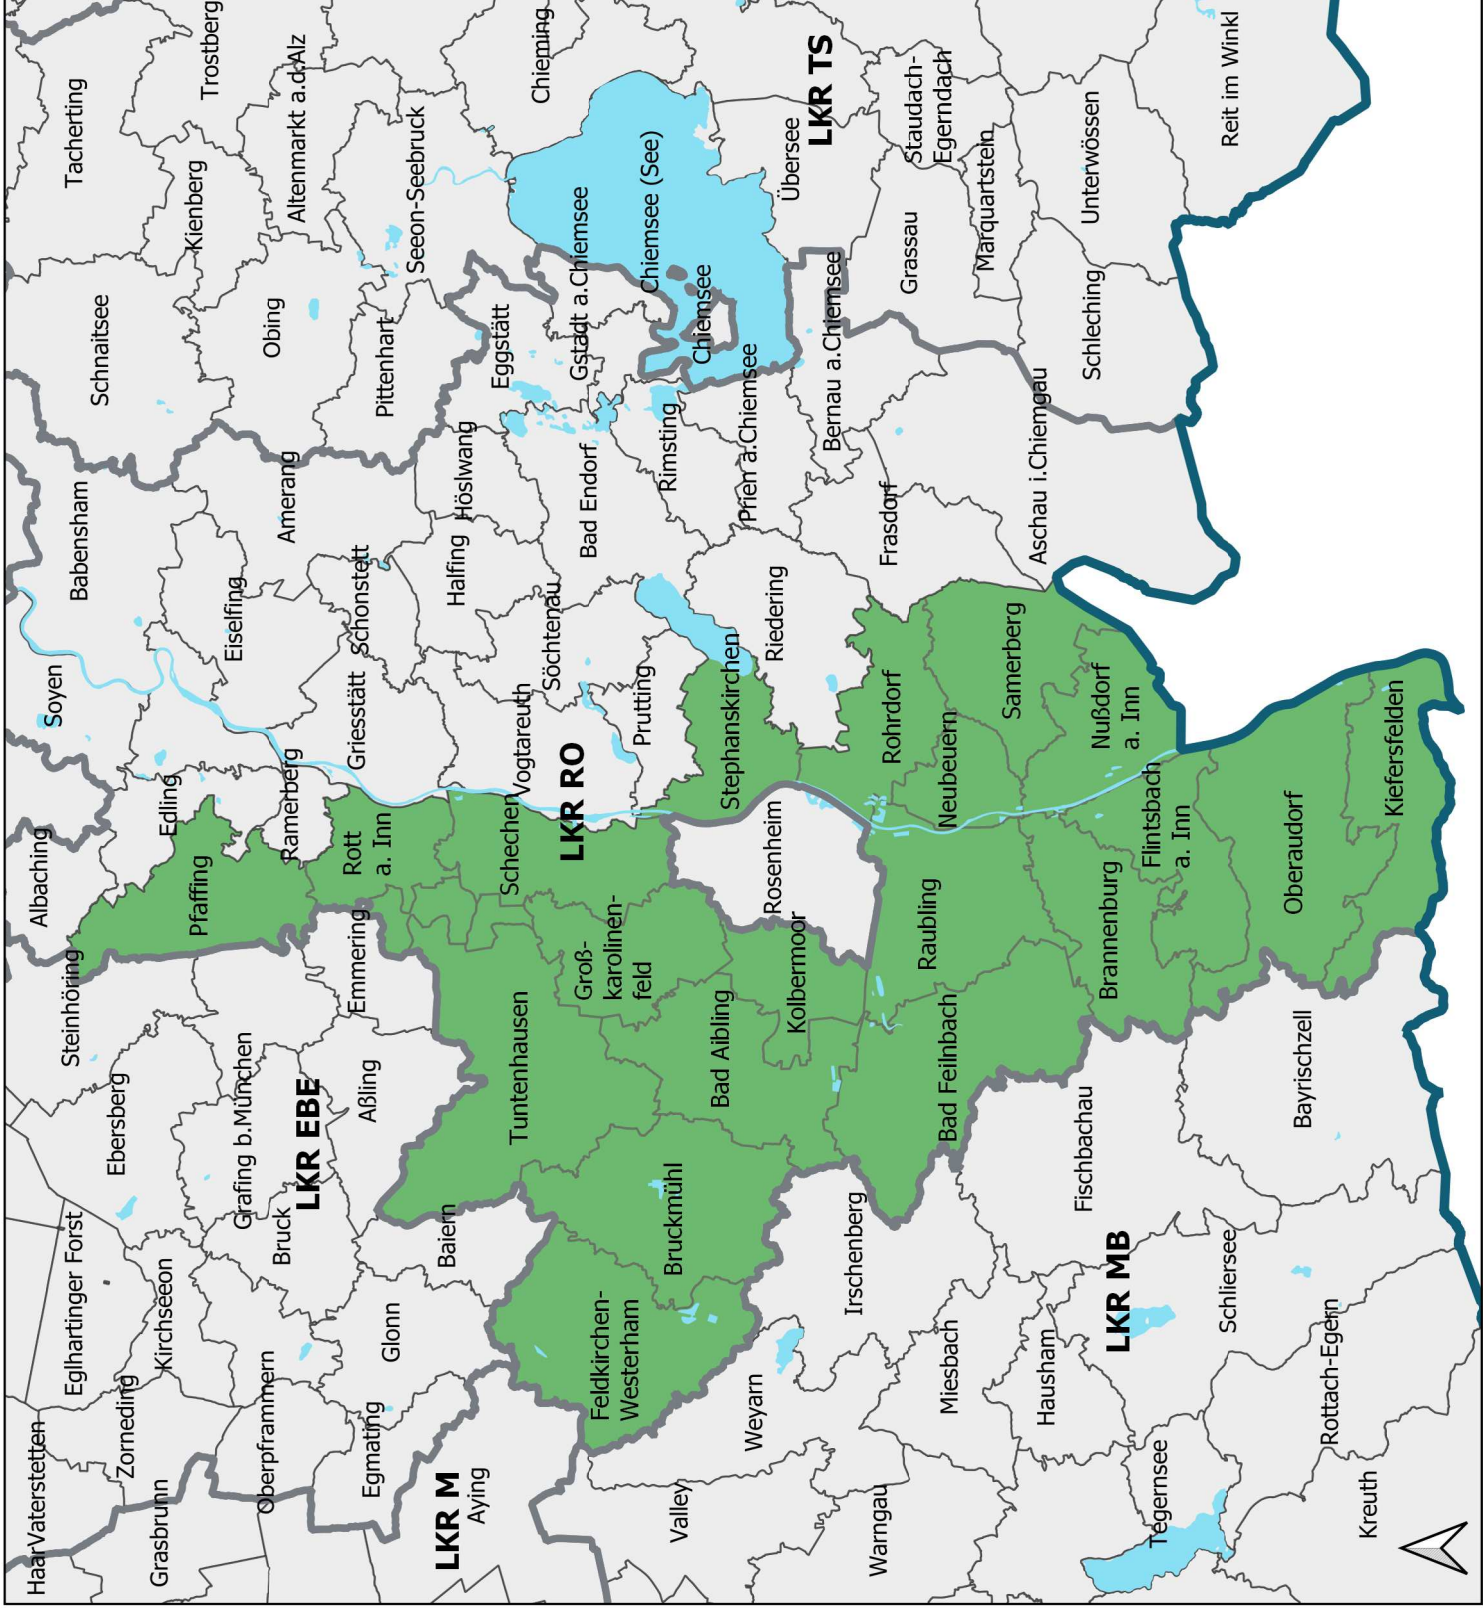 HaarVaterstetten
Grasbrunn
Zorneding
Eglhartinger Forst
Kirchseeon
Oberpframmern
Egmating
LKR M
Aying
Ebersberg
Steinhöring
Grafing b.München
Bruck
LKR EBE
Aßling
Emmering
Glonn
Baiern
Albaching
Pfaffing
Edling
Ramerberg
Rott
a. Inn
Soyen
Babensham
Eiselfing
Griesstätt
Schonstett
Amerang
Schnaitsee
Tacherting
Trostberg
Kienberg
Altenmarkt a.d.Alz
Obing
Pittenhart
Seeon-Seebruck
Chieming
Halfing
Höslwang
Eggstätt
Gstadt a.Chiemsee
Chiemsee (See)
Chiemsee
Söchtenau
Bad Endorf
Rimsting
Prien a.Chiemsee
Vogtareuth
Schechen
LKR RO
Prutting
Stephanskirchen
Riedering
Tuntenhausen
Groß-
karolinen-
feld
Bad Aibling
Kolbermoor
Rosenheim
Feldkirchen-
Westerham
Bruckmühl
Valley
Weyarn
Irschenberg
Bad Feilnbach
Raubling
Rohrdorf
Neubeuern
Samerberg
Frasdorf
Bernau a.Chiemsee
Übersee
LKR TS
Grassau
Staudach-
Egerndach
Marquartstein
Aschau i.Chiemgau
Unterwössen
Schleching
Reit im Winkl
Nußdorf
a. Inn
Brannenburg
Flintsbach
a. Inn
Oberaudorf
Kiefersfelden
Warngau
Miesbach
Hausham
LKR MB
Fischbachau
Schliersee
Bayrischzell
Tegernsee
Rottach-Egern
Kreuth